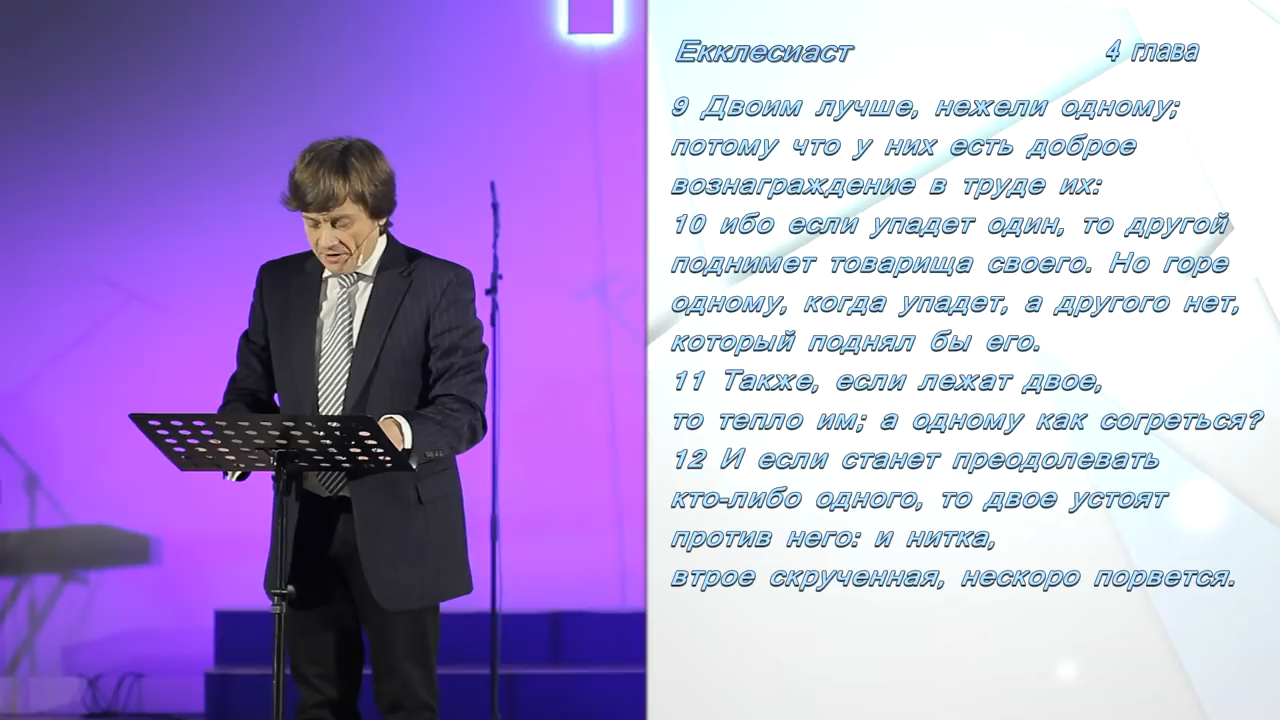 Екклесиаст 4 глава
9 Двоим лучше, нежели одному;
потому что у них есть доброе
вознаграждение в труде их:
10 ибо если упадет один, то другой
поднимет товарища своего. Но горе
одному, когда упадет, а другого нет,
который поднял бы его.
11 Также, если лежат двое,
то тепло им; а одному как согреться?
12 И если станет преодолевать
кто-либо одного, то двое устоят
против него: и нитка,
втрое скрученная, нескоро порвется.